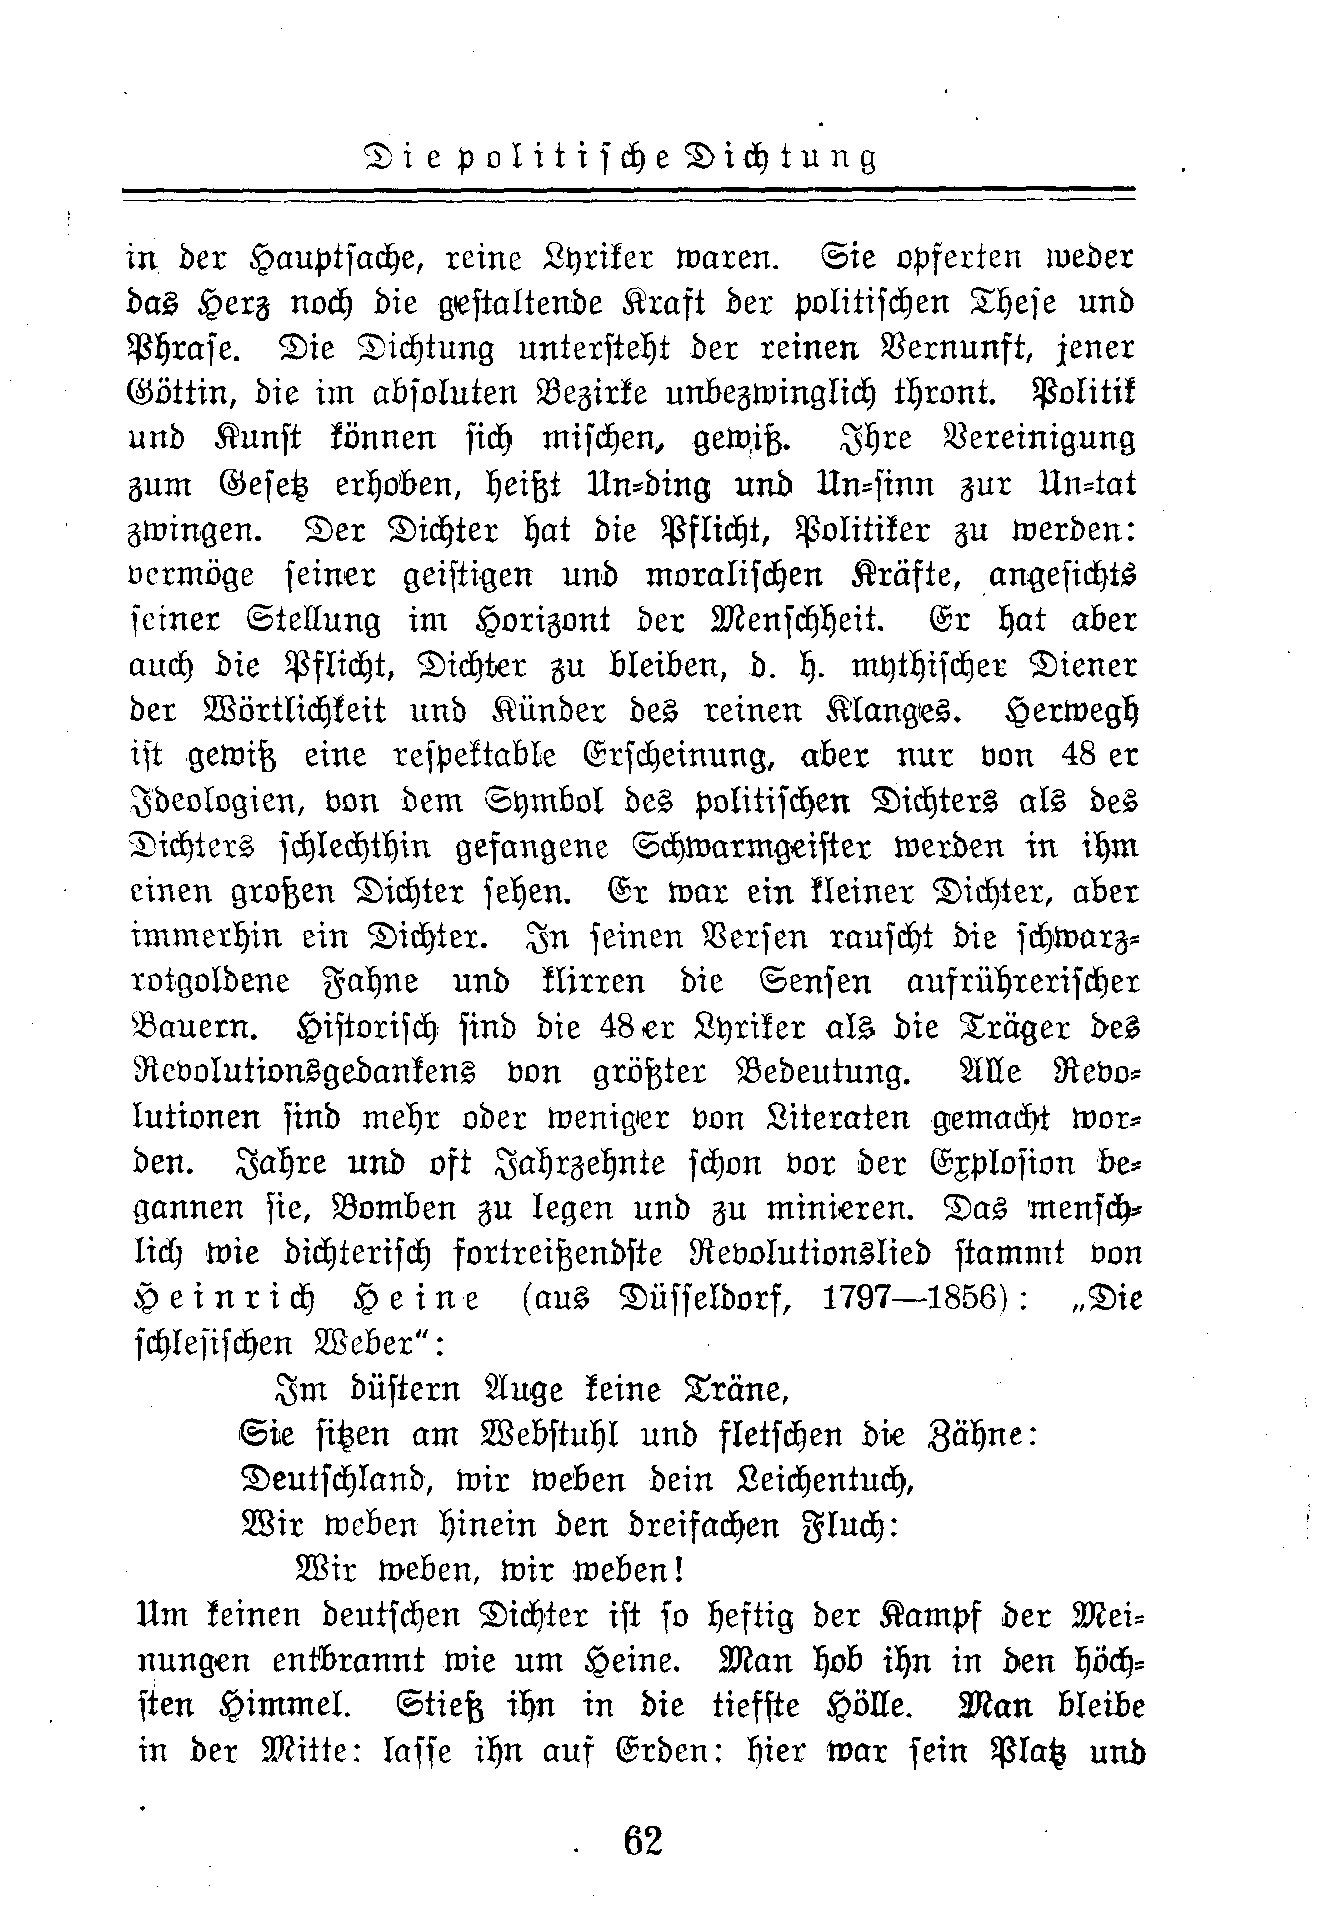 Die politische Dichtung
in der Hauptsache, reine Lyriker waren. Sie opferten weder
das Herz noch die gestaltende Kraft der politischen These und
Phrase. Die Dichtung untersteht der reinen Vernunft, jener
Göttin, die im absoluten Bezirke unbezwinglich thront. Politik
und Kunst können sich mischen, gewiß. Ihre Vereinigung
zum Gesetz erhoben, heißt Un-ding und Un-sinn zur Un-tat
zwingen. Der Dichter hat die Pflicht, Politiker zu werden:
vermöge seiner geistigen und moralischen Kräfte, angesichts
seiner Stellung im Horizont der Menschheit. Er hat aber
auch die Pflicht, Dichter zu bleiben, d. h. mythischer Diener
der Wörtlichkeit und Künder des reinen Klanges. Herwegh
ist gewiß eine respektable Erscheinung, aber nur von 48 er
Ideologien, von dem Symbol des politischen Dichters als des
Dichters schlechthin gefangene Schwarmgeister werden in ihm
einen großen Dichter sehen. Er war ein kleiner Dichter, aber
immerhin ein Dichter. In seinen Versen rauscht die schwarz-
rotgoldene Fahne und klirren die Sensen aufrührerischer
Bauern. Historisch sind die 48 er Lyriker als die Träger des
Revolutionsgedankens von größter Bedeutung. Alle Revo-
lutionen sind mehr oder weniger von Literaten gemacht wor-
den. Jahre und oft Jahrzehnte schon vor der Explosion be-
gannen sie, Bomben zu legen und zu minieren. Das mensch-
lich wie dichterisch fortreißendste Revolutionslied stammt von
Heinrich Heine (aus Düsseldorf, 1797—1856): „Die
schlesischen Weber“:
Im düstern Auge keine Träne,
Sie sitzen am Webstuhl und fletschen die Zähne:
Deutschland, wir weben dein Leichentuch,
Wir weben hinein den dreifachen Fluch:
Wir weben, wir weben!
Um keinen deutschen Dichter ist so heftig der Kampf der Mei-
nungen entbrannt wie um Heine. Man hob ihn in den höch-
sten Himmel. Stieß ihn in die tiefste Hölle. Man bleibe
in der Mitte: lasse ihn auf Erden: hier war sein Platz und
62